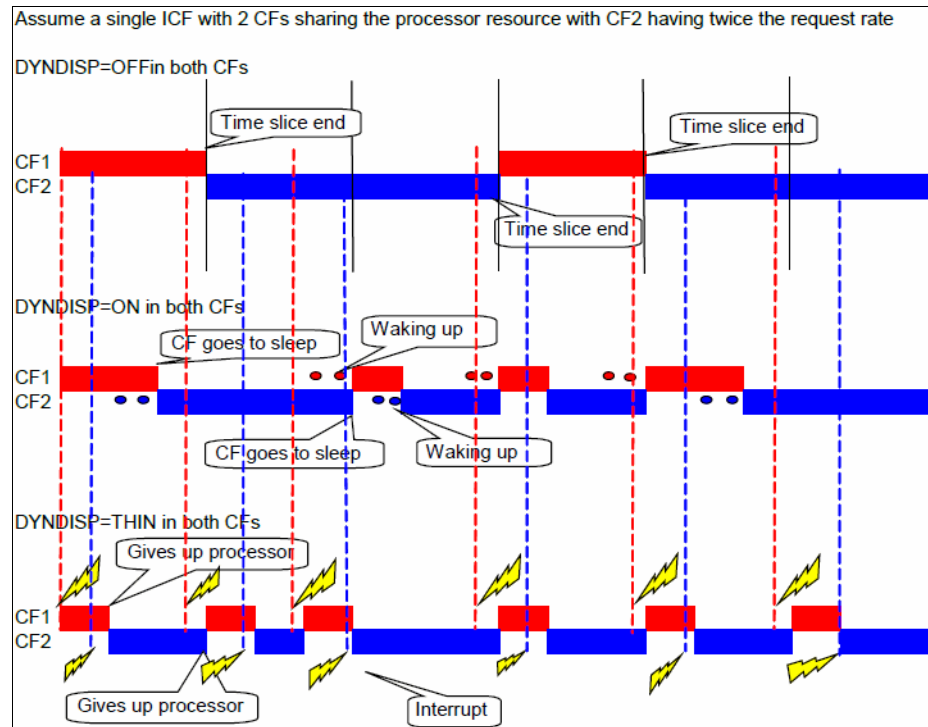 Assume a single ICF with 2 CFs sharing the processor resource with CF2 having twice the request rate
DYNDISP=OFFin both CFs
Time slice end
Time slice end
CF1
CF2
Time slice end
DYNDISP=ON in both CFs
CF goes to sleep
Waking up
CF1
CF2
CF goes to sleep
Waking up
DYNDISP=THIN in both CFs
Gives up processor
CF1
CF2
Gives up processor
Interrupt